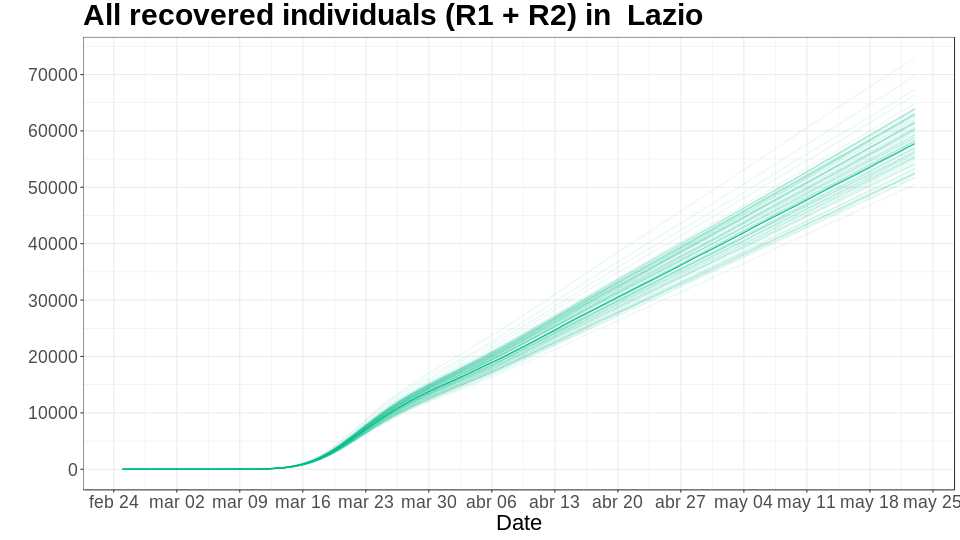 All recovered individuals (R1 + R2) in  Lazio
70000
60000
50000
40000
30000
20000
10000
0
feb 24 mar 02 mar 09 mar 16 mar 23 mar 30 abr 06 abr 13 abr 20 abr 27 may 04 may 11 may 18 may 25
Date